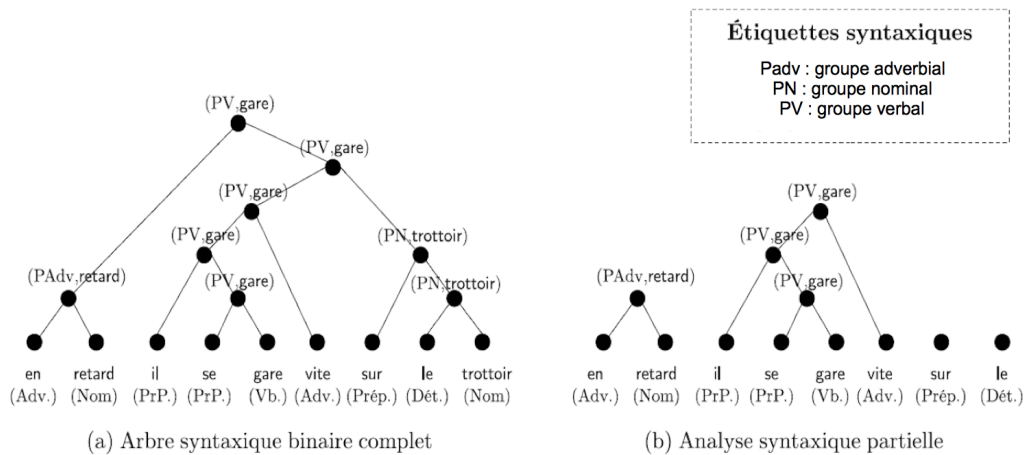 Étiquettes syntaxiques
Padv : groupe adverbial
PN : groupe nominal
PV : groupe verbal
(PV,gare)
(PV,gare)
(PV,gare)
(PV,gare)
(PN,trottoir)
(PAdv,retard)
(PV,gare)
(PN,trottoir)
en retard il se gare vite sur le trottoir
(Adv.) (Nom) (PrP.) (PrP.) (Vb.) (Adv.) (Prép.) (Dét.) (Nom)
(a) Arbre syntaxique binaire complet
(PV,gare)
(PV,gare)
(PAdv,retard)
(PV,gare)
en retard il se gare vite sur le
(Adv.) (Nom) (PrP.) (PrP.) (Vb.) (Adv.) (Prép.) (Dét.)
(b) Analyse syntaxique partielle